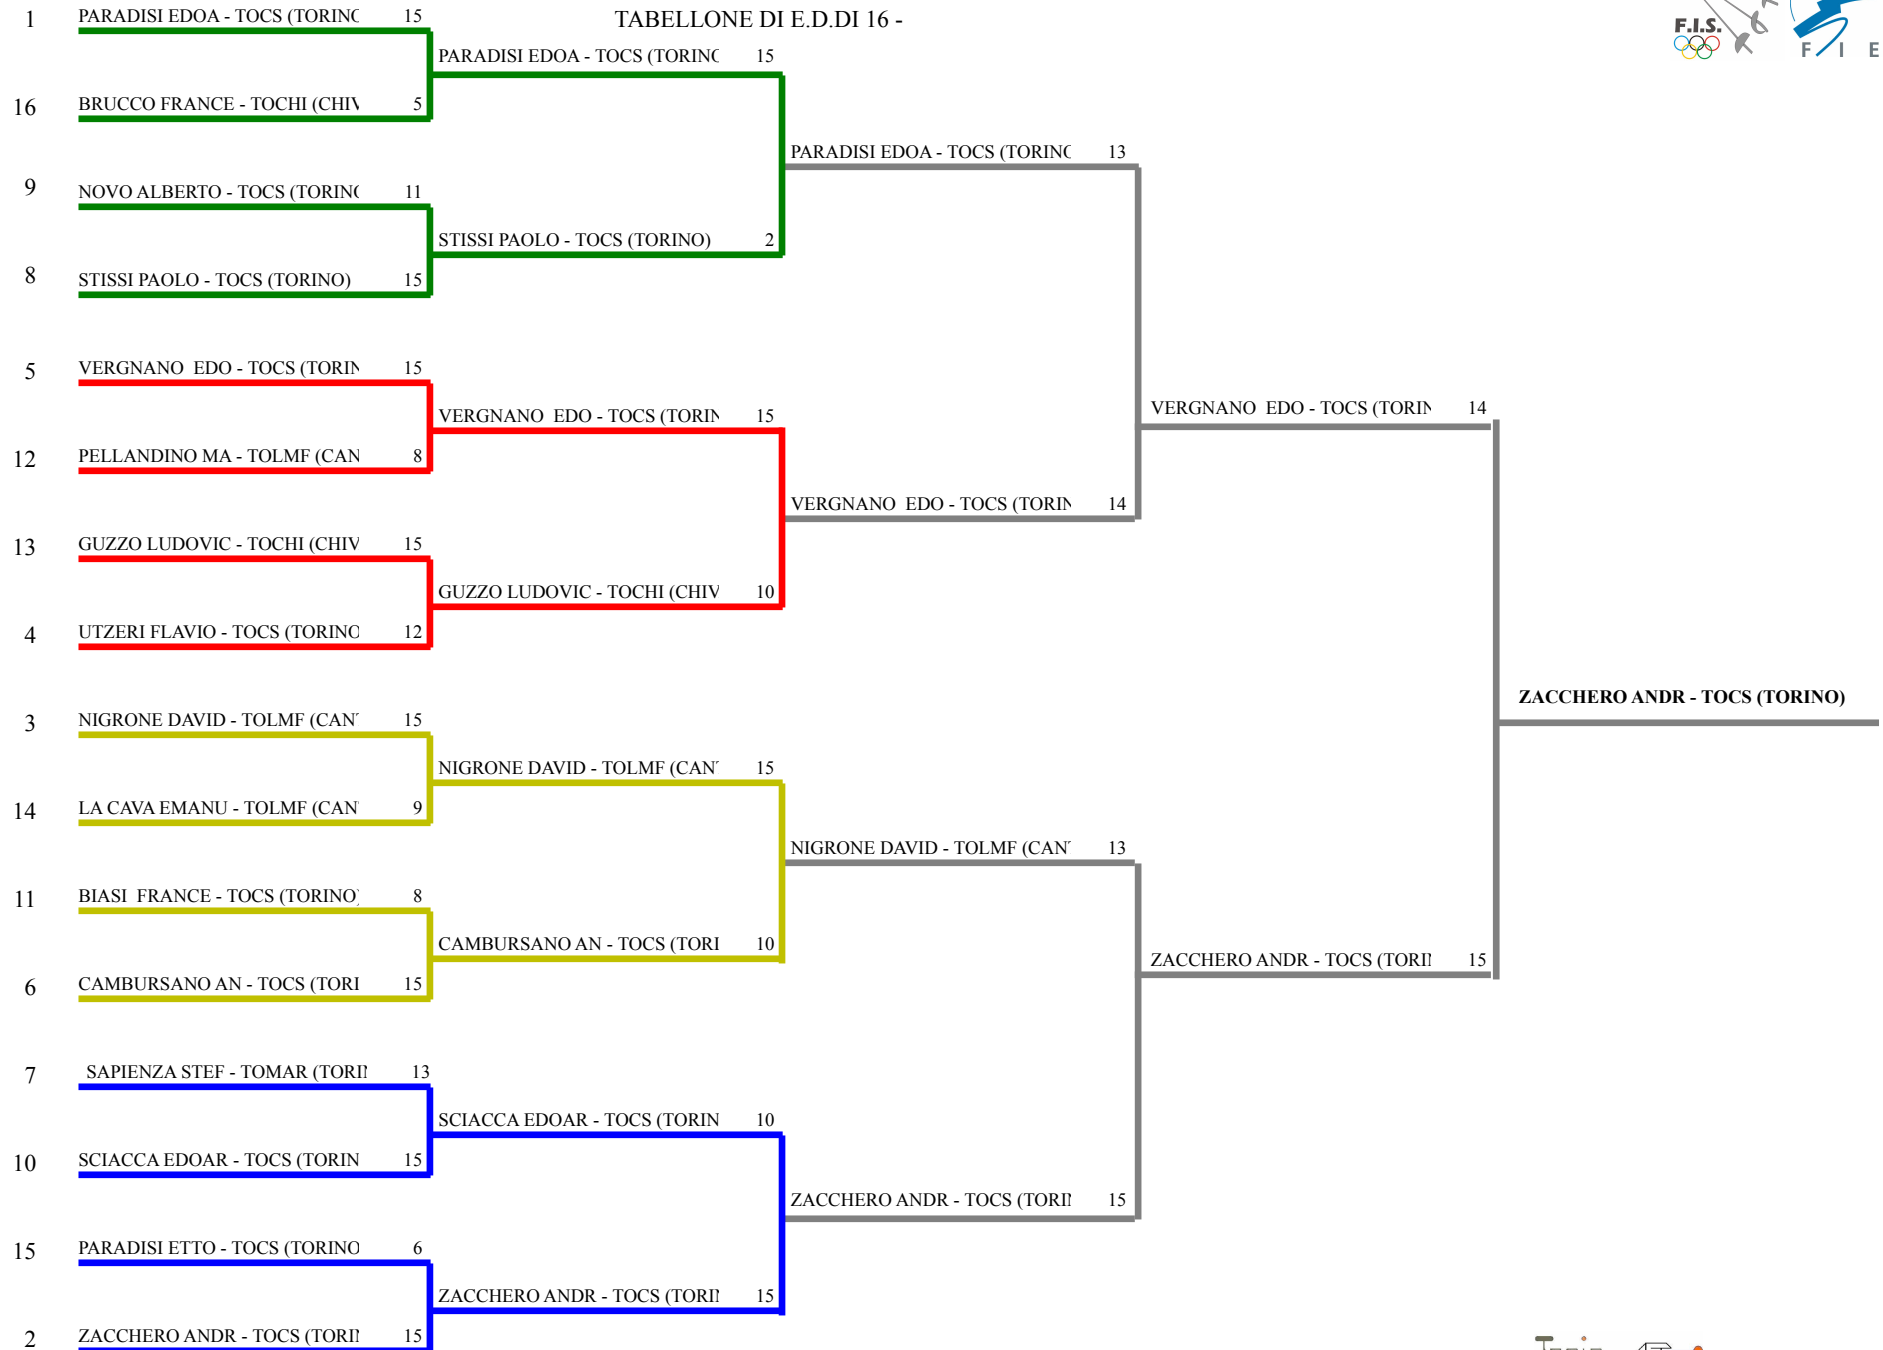 TABELLONE DI E.D.DI 16 -
F.I.S.
F I E
1 PARADISI EDOA - TOCS (TORINO 15
PARADISI EDOA - TOCS (TORINO 15
16 BRUCCO FRANCE - TOCHI (CHIV 5
PARADISI EDOA - TOCS (TORINO 13
9 NOVO ALBERTO - TOCS (TORINO 11
STISSI PAOLO - TOCS (TORINO) 2
8 STISSI PAOLO - TOCS (TORINO) 15
5 VERGNANO EDO - TOCS (TORIN 15
VERGNANO EDO - TOCS (TORIN 15
VERGNANO EDO - TOCS (TORIN 14
12 PELLANDINO MA - TOLMF (CAN 8
VERGNANO EDO - TOCS (TORIN 14
13 GUZZO LUDOVIC - TOCHI (CHIV 15
GUZZO LUDOVIC - TOCHI (CHIV 10
4 UTZERI FLAVIO - TOCS (TORINO 12
ZACCHERO ANDR - TOCS (TORINO)
3 NIGRONE DAVID - TOLMF (CAN 15
NIGRONE DAVID - TOLMF (CAN 15
14 LA CAVA EMANU - TOLMF (CAN 9
NIGRONE DAVID - TOLMF (CAN 13
11 BIASI FRANCE - TOCS (TORINO) 8
CAMBURSANO AN - TOCS (TORI 10
ZACCHERO ANDR - TOCS (TORI 15
6 CAMBURSANO AN - TOCS (TORI 15
7 SAPIENZA STEF - TOMAR (TORI 13
SCIACCA EDOAR - TOCS (TORIN 10
10 SCIACCA EDOAR - TOCS (TORIN 15
ZACCHERO ANDR - TOCS (TORI 15
15 PARADISI ETTO - TOCS (TORINO 6
ZACCHERO ANDR - TOCS (TORI 15
2 ZACCHERO ANDR - TOCS (TORI 15